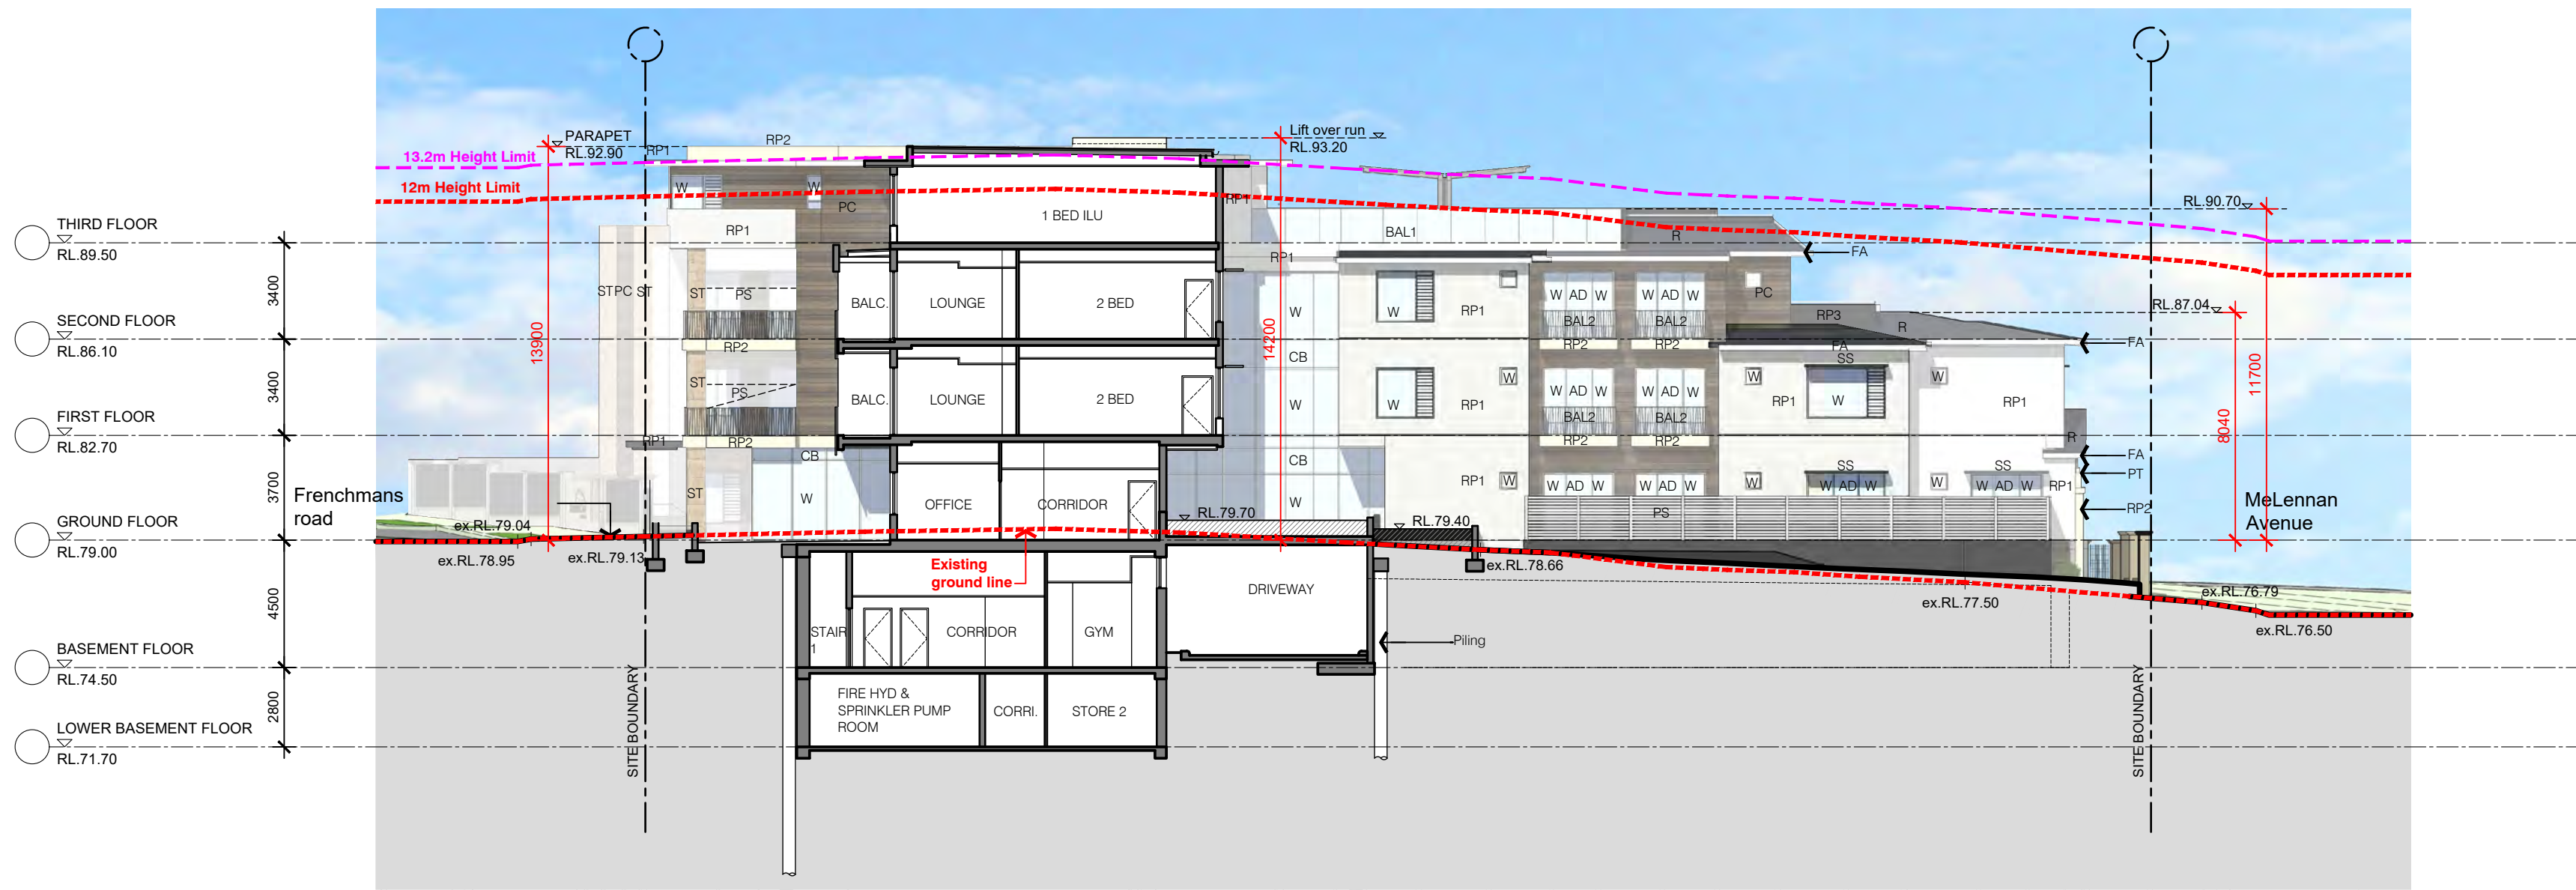 PARAPET
RL.92.90
RP1
RP2
Lift over run
RL.93.20
13.2m Height Limit
12m Height Limit
W
W
PC
1 BED ILU
RP1
RL.90.70
THIRD FLOOR
RL.89.50
RP1
BAL1
R
FA
RP1
3400
STPC ST
ST
PS
BALC.
LOUNGE
2 BED
W
W
RP1
W AD W
W AD W
PC
BAL2
BAL2
RL.87.04
RP3
R
SECOND FLOOR
RL.86.10
13900
14200
RP2
CB
RP2
RP2
FA
SS
FA
3400
ST
PS
BALC.
LOUNGE
2 BED
W
W
W
RP1
W AD W
W AD W
W
RP1
W
W
RP1
BAL2
BAL2
11700
8040
FIRST FLOOR
RL.82.70
RP1
RP2
RP2
RP2
R
CB
CB
FA
PT
3700
Frenchmans
road
ST
W
OFFICE
CORRIDOR
W
RP1
W
W AD W
W AD W
W
SS
W AD W
W
SS
W AD W
RP1
RP2
McLennan
Avenue
GROUND FLOOR
RL.79.00
ex.RL.79.04
ex.RL.78.95
ex.RL.79.13
RL.79.70
RL.79.40
PS
ex.RL.78.66
ex.RL.77.50
ex.RL.76.79
ex.RL.76.50
Existing
ground line
4500
DRIVEWAY
STAIR
1
CORRIDOR
GYM
Piling
BASEMENT FLOOR
RL.74.50
2800
FIRE HYD &
SPRINKLER PUMP
ROOM
CORRI.
STORE 2
LOWER BASEMENT FLOOR
RL.71.70
SITE BOUNDARY
SITE BOUNDARY